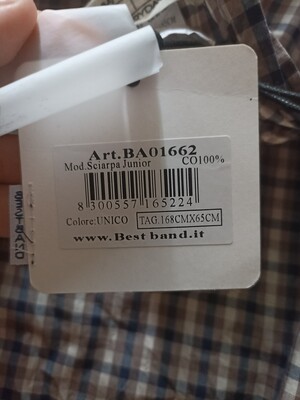 Art.BA01662
Mod.Sciarpa Junior CO100%
8 300557 165224
Colore:UNICO TAG.168CMX65CM
www.Best band.it